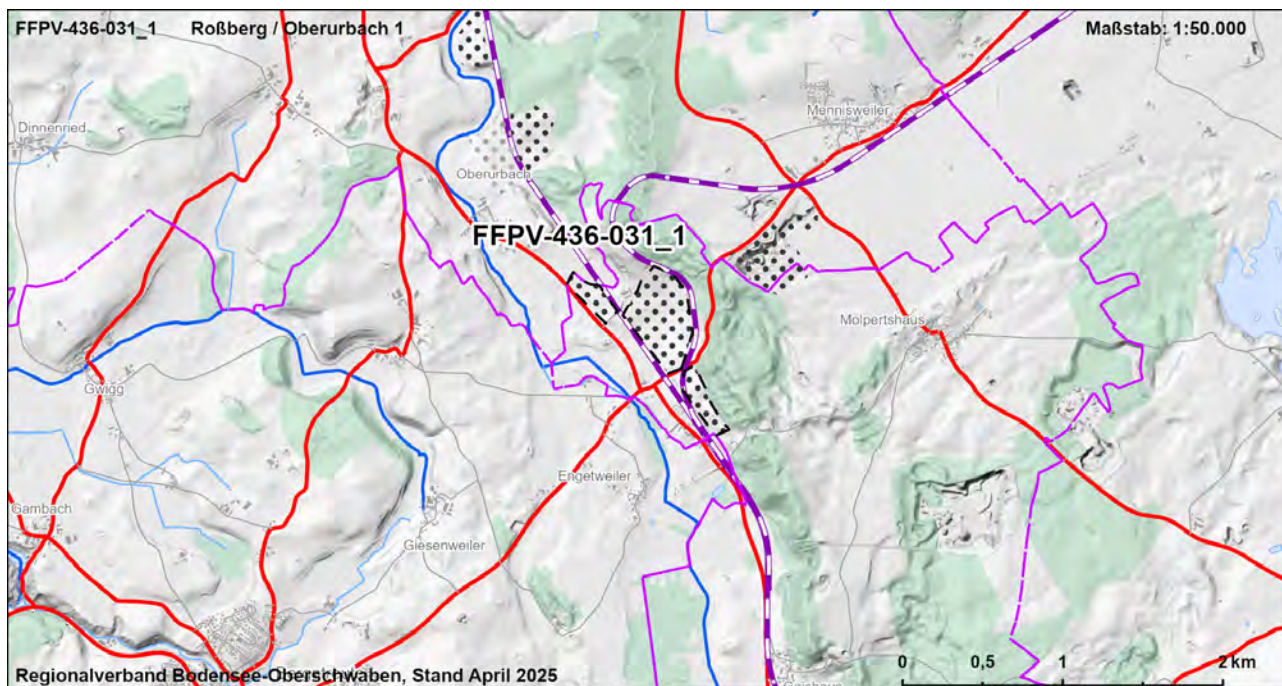 FFPV-436-031_1 Roßberg / Oberurbach 1 Maßstab: 1:50.000
Mennisweiler
Dinnenried
Oberurbach
FFPV-436-031_1
Molpertshaus
Gwigg
Engetweiler
Gambach
Giesenweiler
0 0,5 1 2 km
Regionalverband Bodensee-Oberschwaben, Stand April 2025